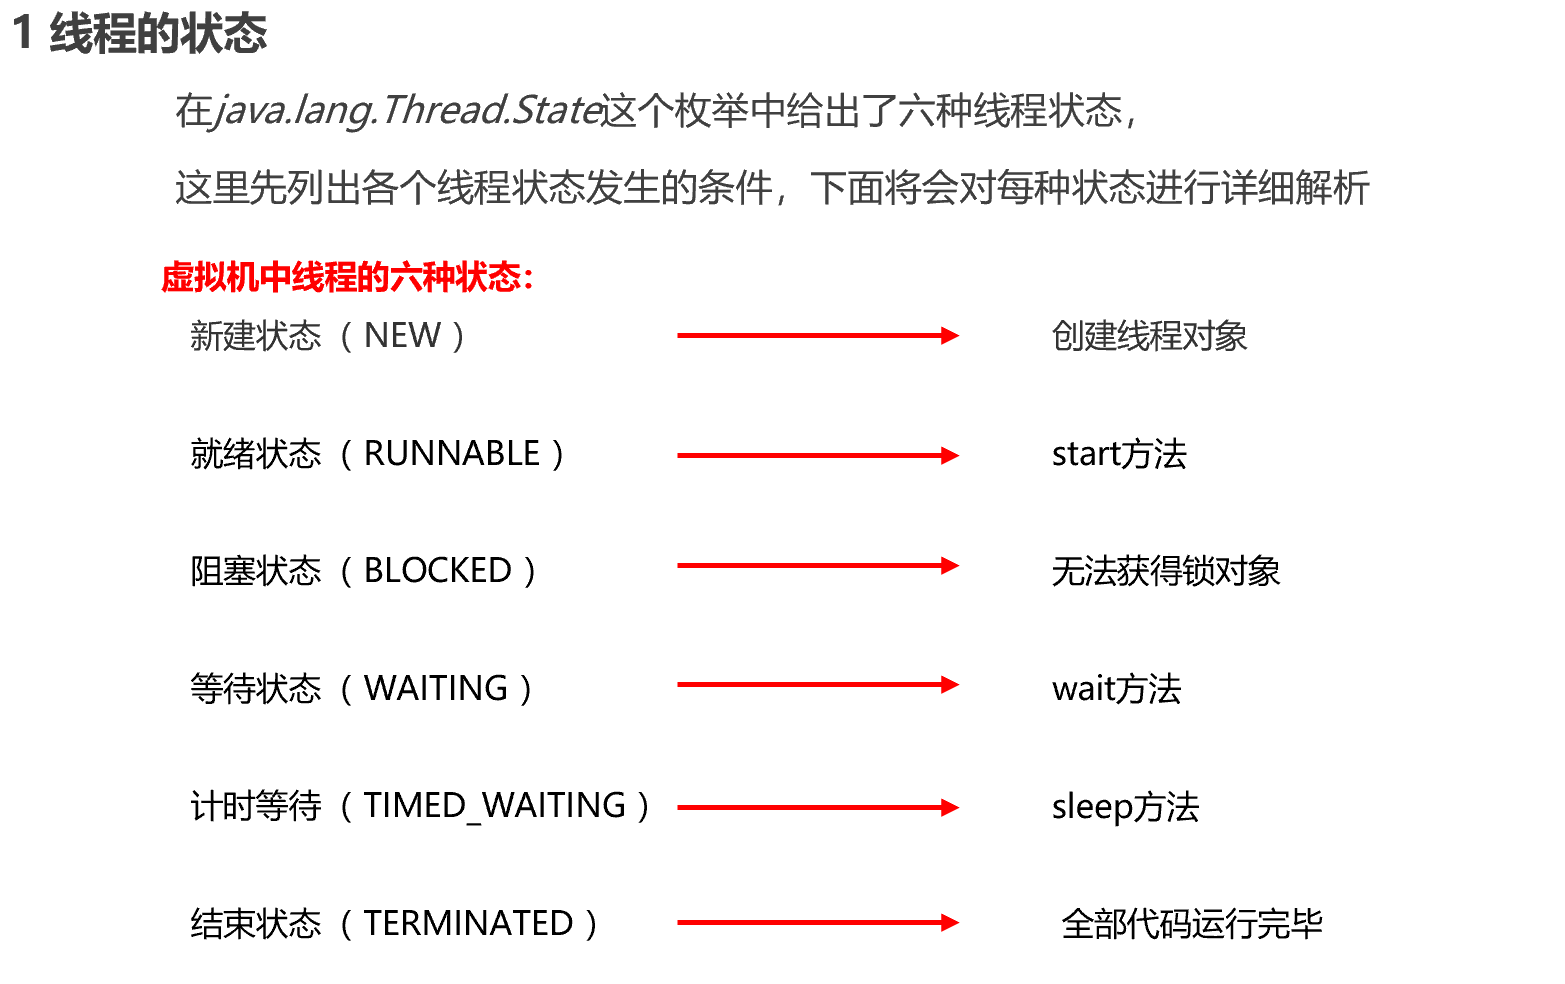 1 线程的状态
在java.lang.Thread.State这个枚举中给出了六种线程状态，
这里先列出各个线程状态发生的条件，下面将会对每种状态进行详细解析
虚拟机中线程的六种状态：
新建状态（ NEW ） 创建线程对象
就绪状态（ RUNNABLE ） start方法
阻塞状态（ BLOCKED ） 无法获得锁对象
等待状态（ WAITING ） wait方法
计时等待（ TIMED_WAITING ） sleep方法
结束状态（ TERMINATED ） 全部代码运行完毕